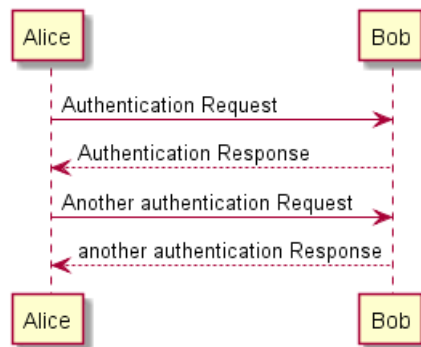 Alice Bob
Authentication Request
Authentication Response
Another authentication Request
another authentication Response
Alice Bob